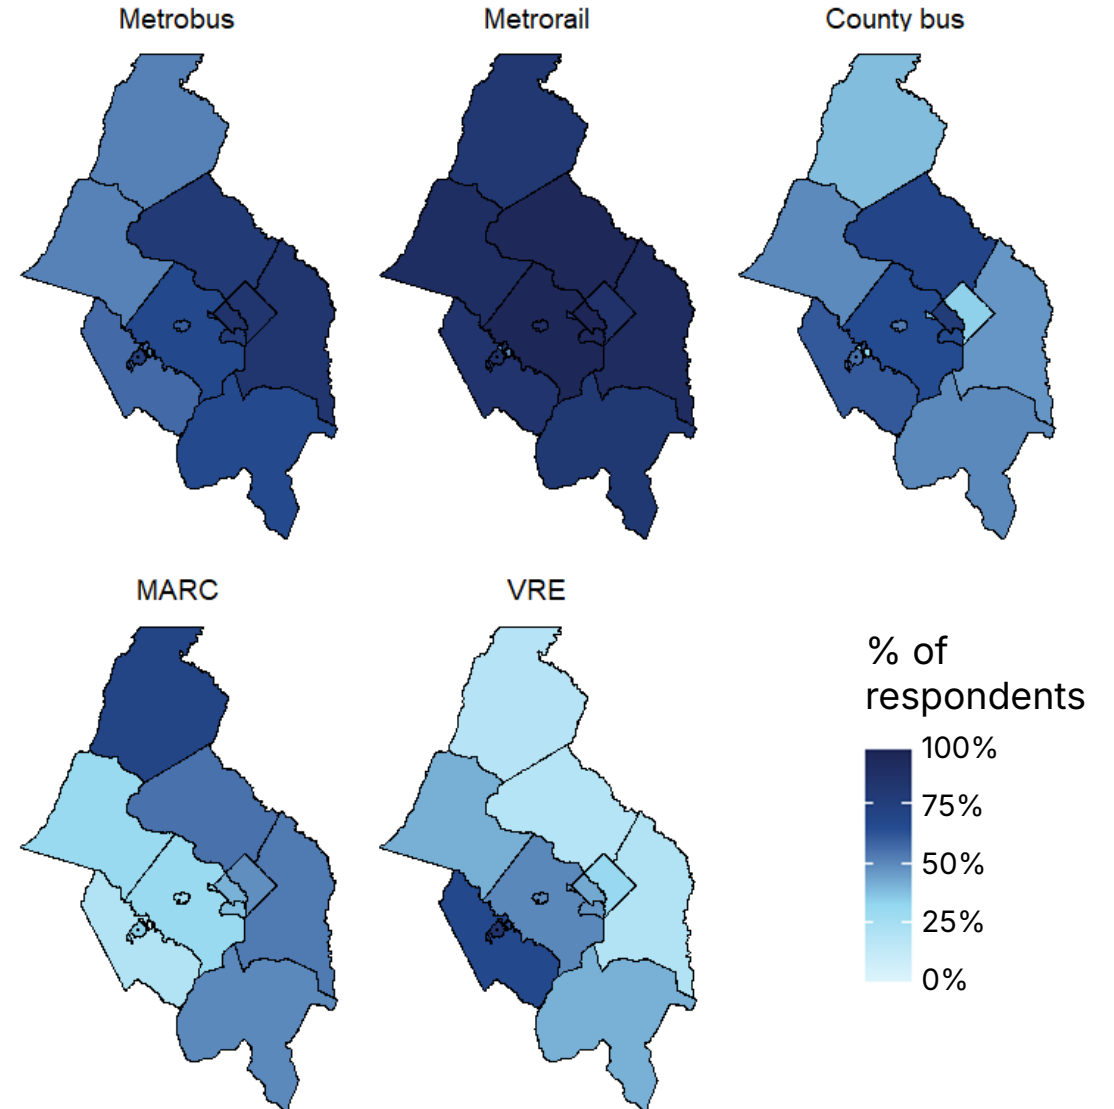 Metrobus
Metrorail
County bus
MARC
VRE
% of
respondents
100%
75%
50%
25%
0%